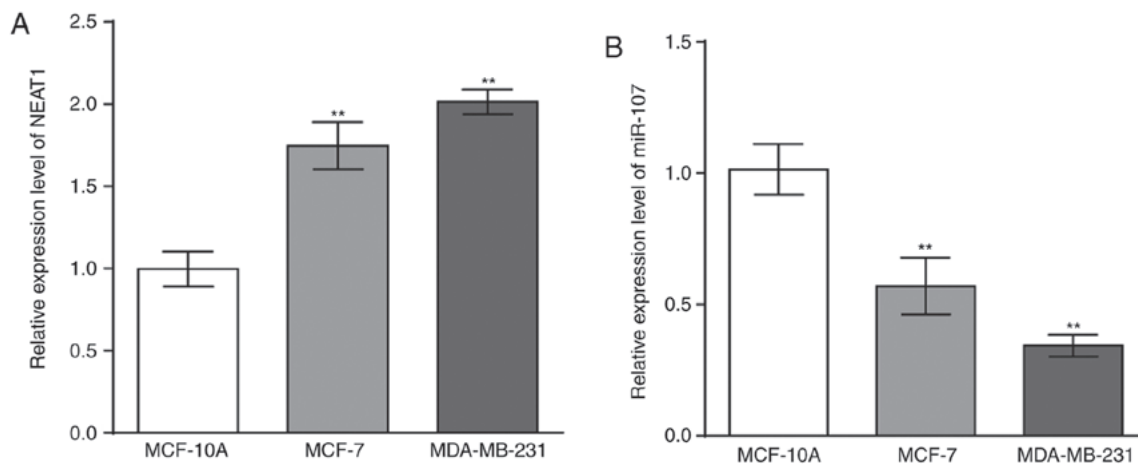 A
Relative expression level of NEAT1
2.5
2.0
1.5
1.0
0.5
0.0
**
**
MCF-10A
MCF-7
MDA-MB-231
B
Relative expression level of miR-107
1.5
1.0
0.5
0.0
**
**
MCF-10A
MCF-7
MDA-MB-231